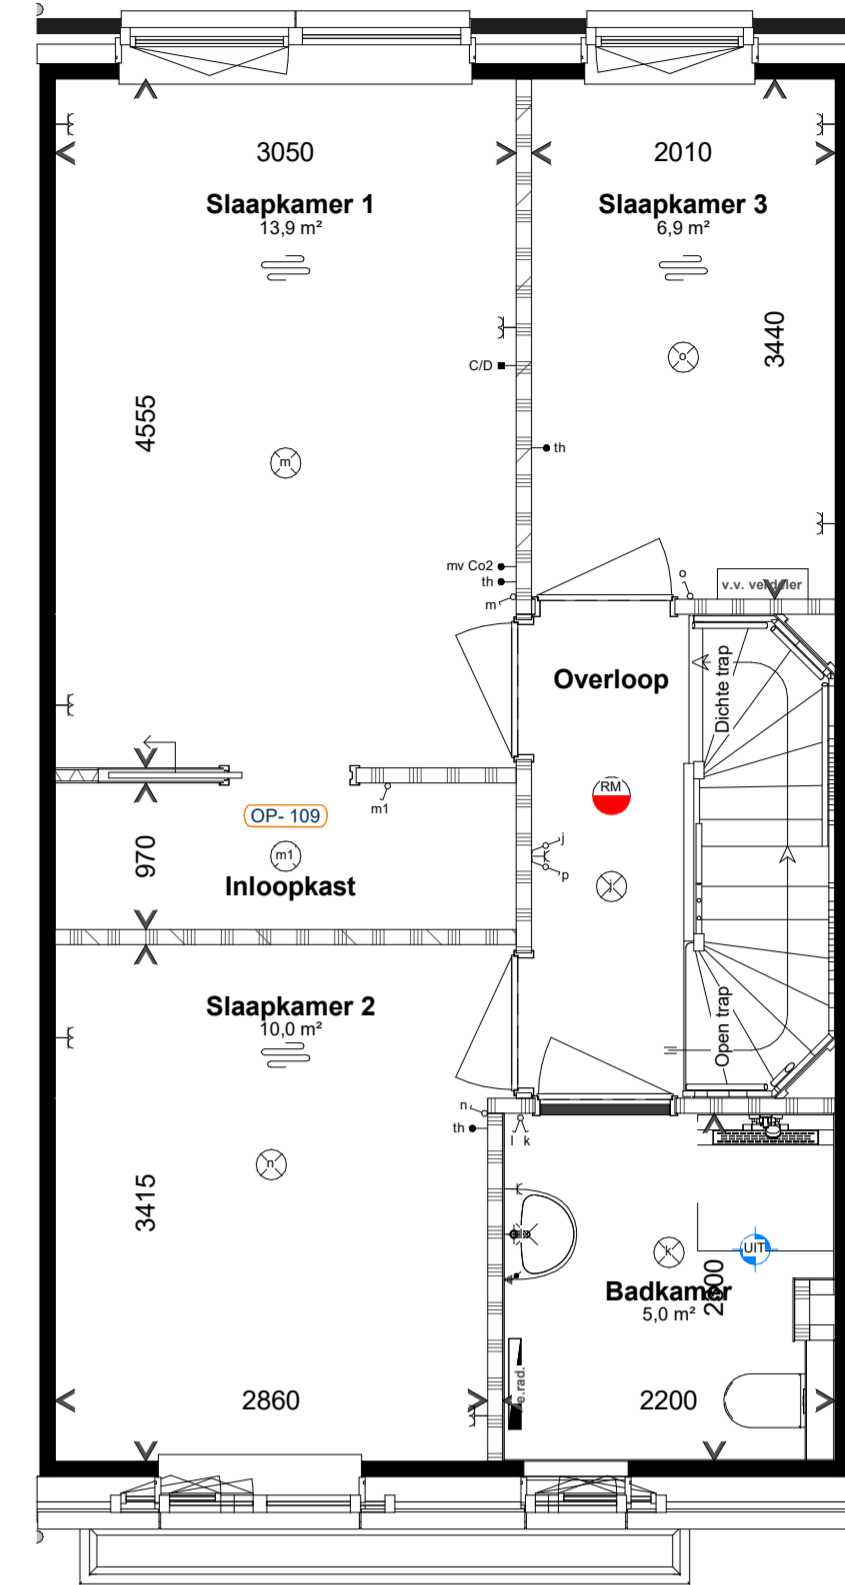 3050
2010
Slaapkamer 1
13,9 m²
Slaapkamer 3
6,9 m²
3440
o
C/D
4555
th
m
mv Co2
th
m
o
v.v. verdeler
Overloop
Dichte trap
RM
m1
OP- 109
j
p
970
m1
j
Inloopkast
Slaapkamer 2
10,0 m²
Open trap
n
th
l k
n
3415
k
UIT
2300
Badkamer
5,0 m²
e.rad.
2860
2200